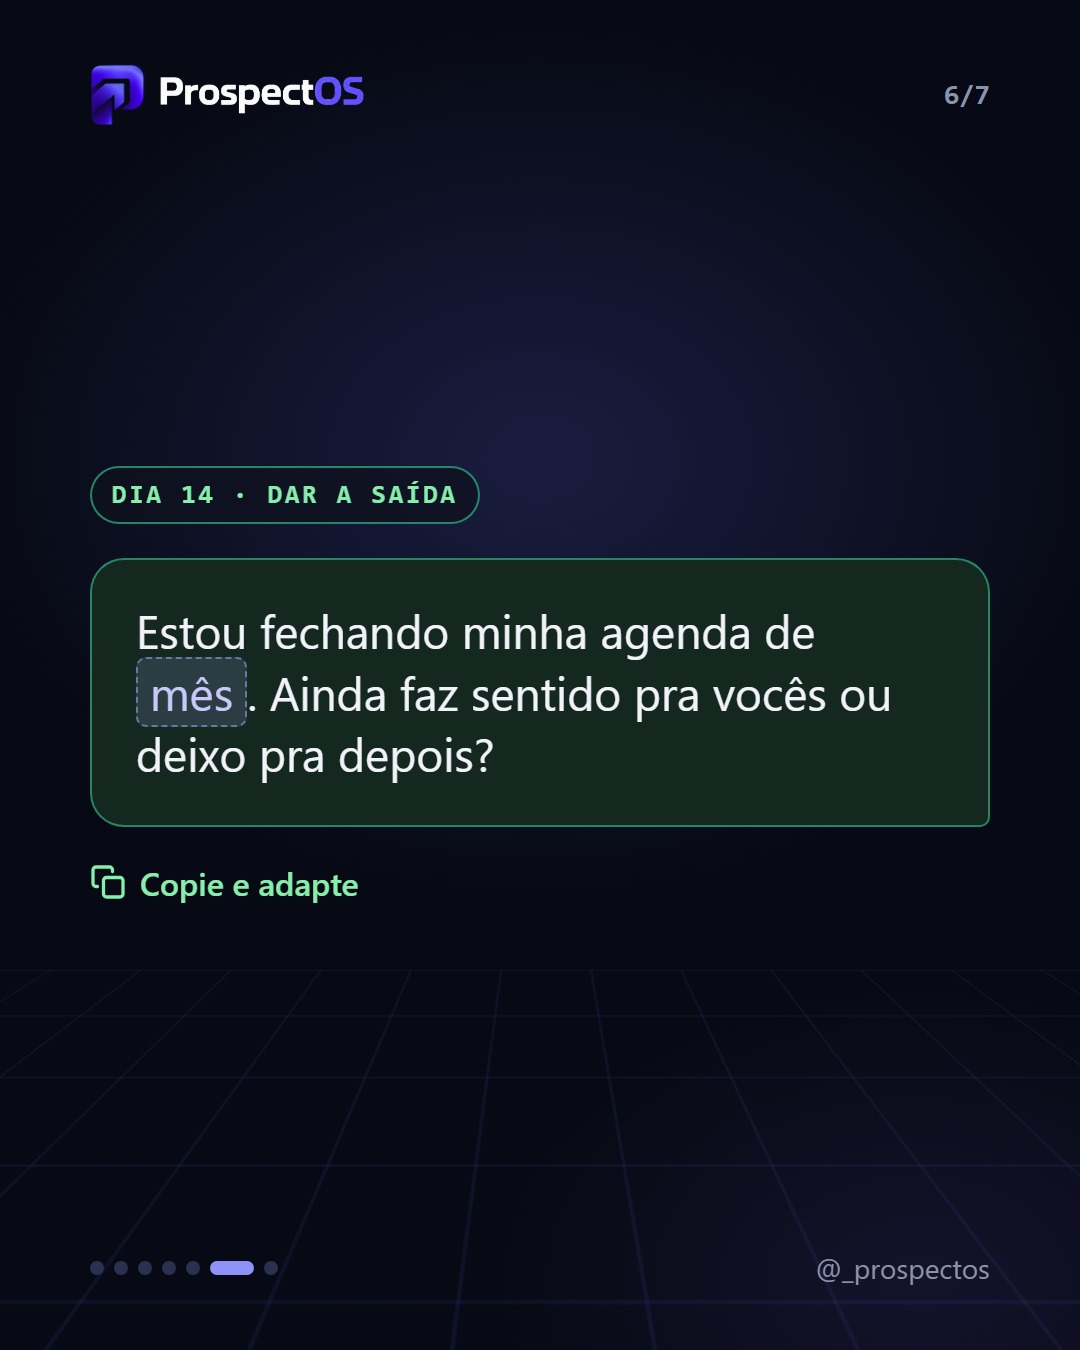 ProspectOS
6/7
DIA 14 · DAR A SAÍDA
Estou fechando minha agenda de
mês. Ainda faz sentido pra vocês ou
deixo pra depois?
Copie e adapte
@_prospectos